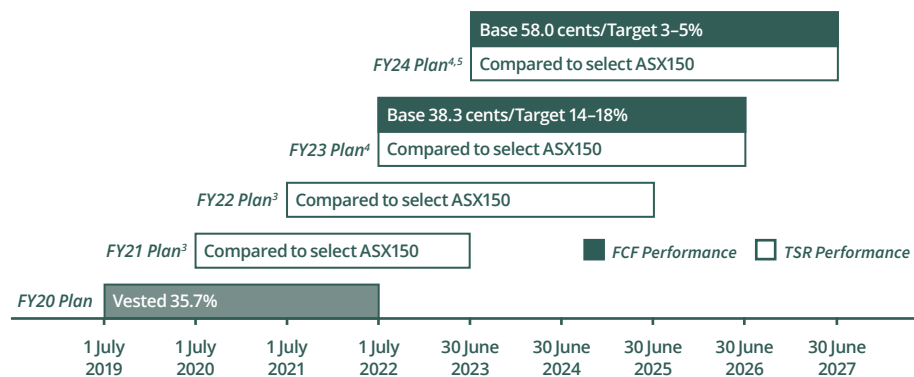 Base 58.0 cents/Target 3–5%
FY24 Plan⁴,⁵
Compared to select ASX150
Base 38.3 cents/Target 14–18%
FY23 Plan⁴
Compared to select ASX150
FY22 Plan³
Compared to select ASX150
FY21 Plan³
Compared to select ASX150
FCF Performance
TSR Performance
FY20 Plan
Vested 35.7%
1 July 2019
1 July 2020
1 July 2021
1 July 2022
30 June 2023
30 June 2024
30 June 2025
30 June 2026
30 June 2027